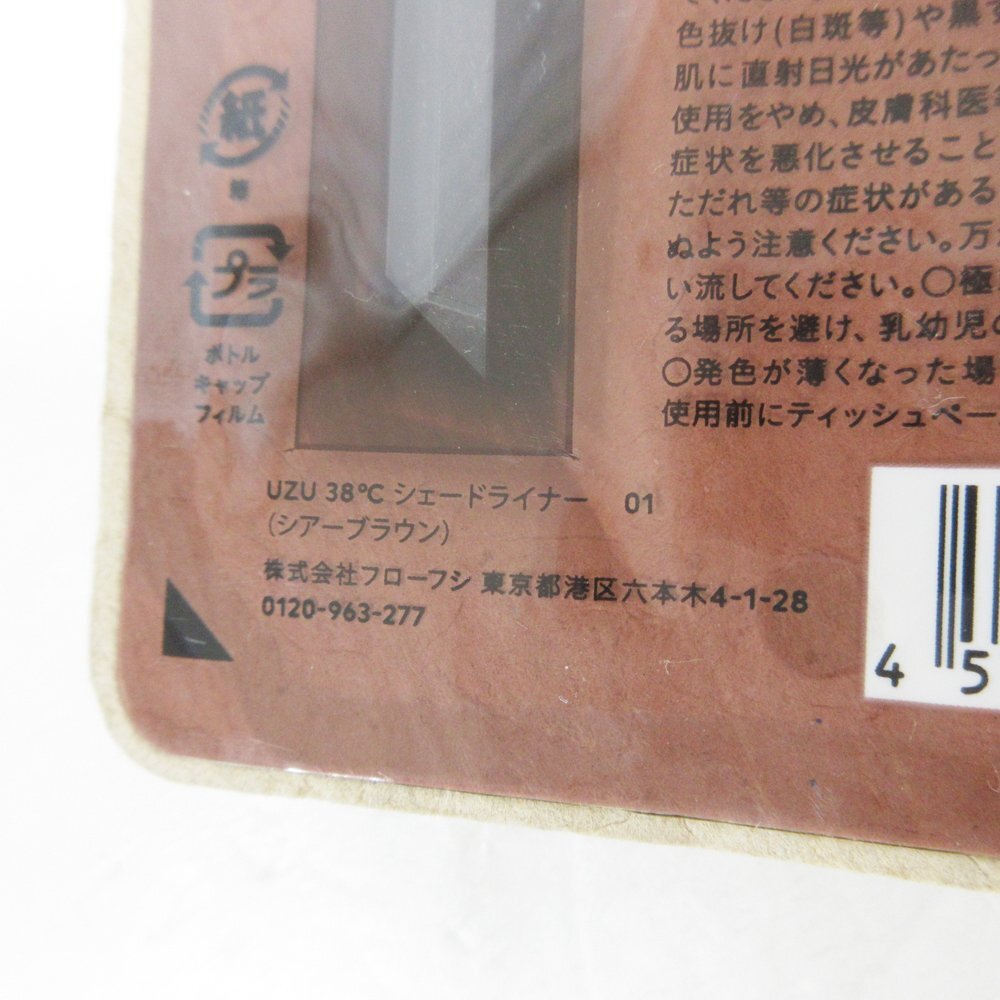 色抜け(白斑等)や黒
肌に直射日光があたっ
使用をやめ、皮膚科医
症状を悪化させること
ただれ等の症状がある
ぬよう注意ください。万
い流してください。○極
る場所を避け、乳幼児の
○発色が薄くなった場
使用前にティッシュペー
紙
プラ
ボトル
キャップ
フィルム
UZU 38℃ シェードライナー 01
(シアーブラウン)
株式会社フローフシ 東京都港区六本木4-1-28
0120-963-277
4 5